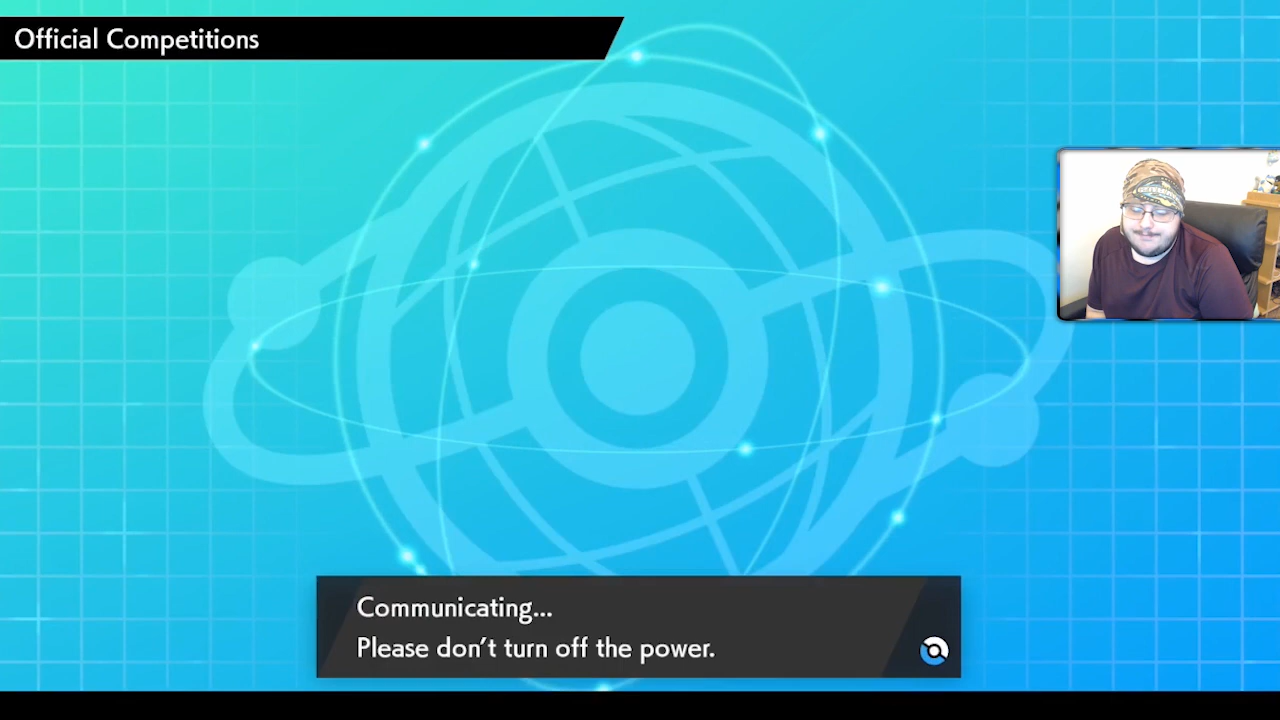 Official Competitions
Communicating...
Please don't turn off the power.